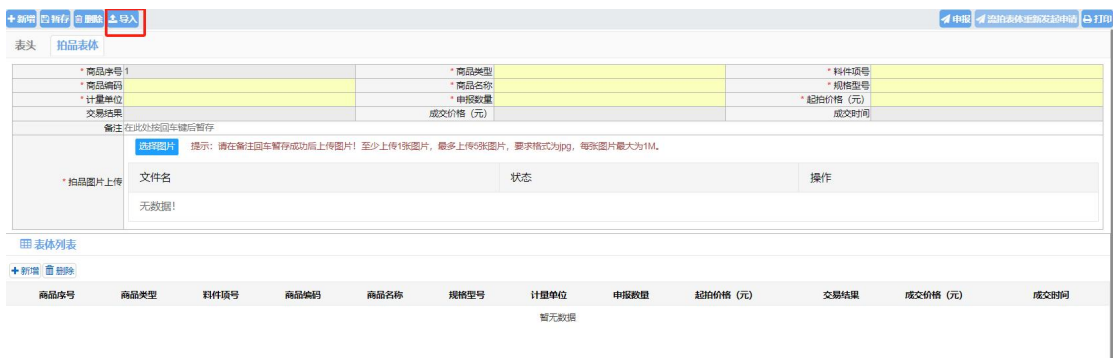 新增 暂存 删除 导入 申报 流拍表体重新发起申请 打印
表头 拍品表体
* 商品序号 1 * 商品类型 * 料件项号
* 商品编码 * 商品名称 * 规格型号
* 计量单位 * 申报数量 * 起拍价格（元）
交易结果 成交价格（元） 成交时间
备注 在此处按回车键后暂存
选择图片 提示：请在备注回车暂存成功后上传图片！至少上传1张图片，最多上传5张图片，要求格式为jpg，每张图片最大为1M。
* 拍品图片上传 文件名 状态 操作
无数据！
表体列表
新增 删除
商品序号 商品类型 料件项号 商品编码 商品名称 规格型号 计量单位 申报数量 起拍价格（元） 交易结果 成交价格（元） 成交时间
暂无数据